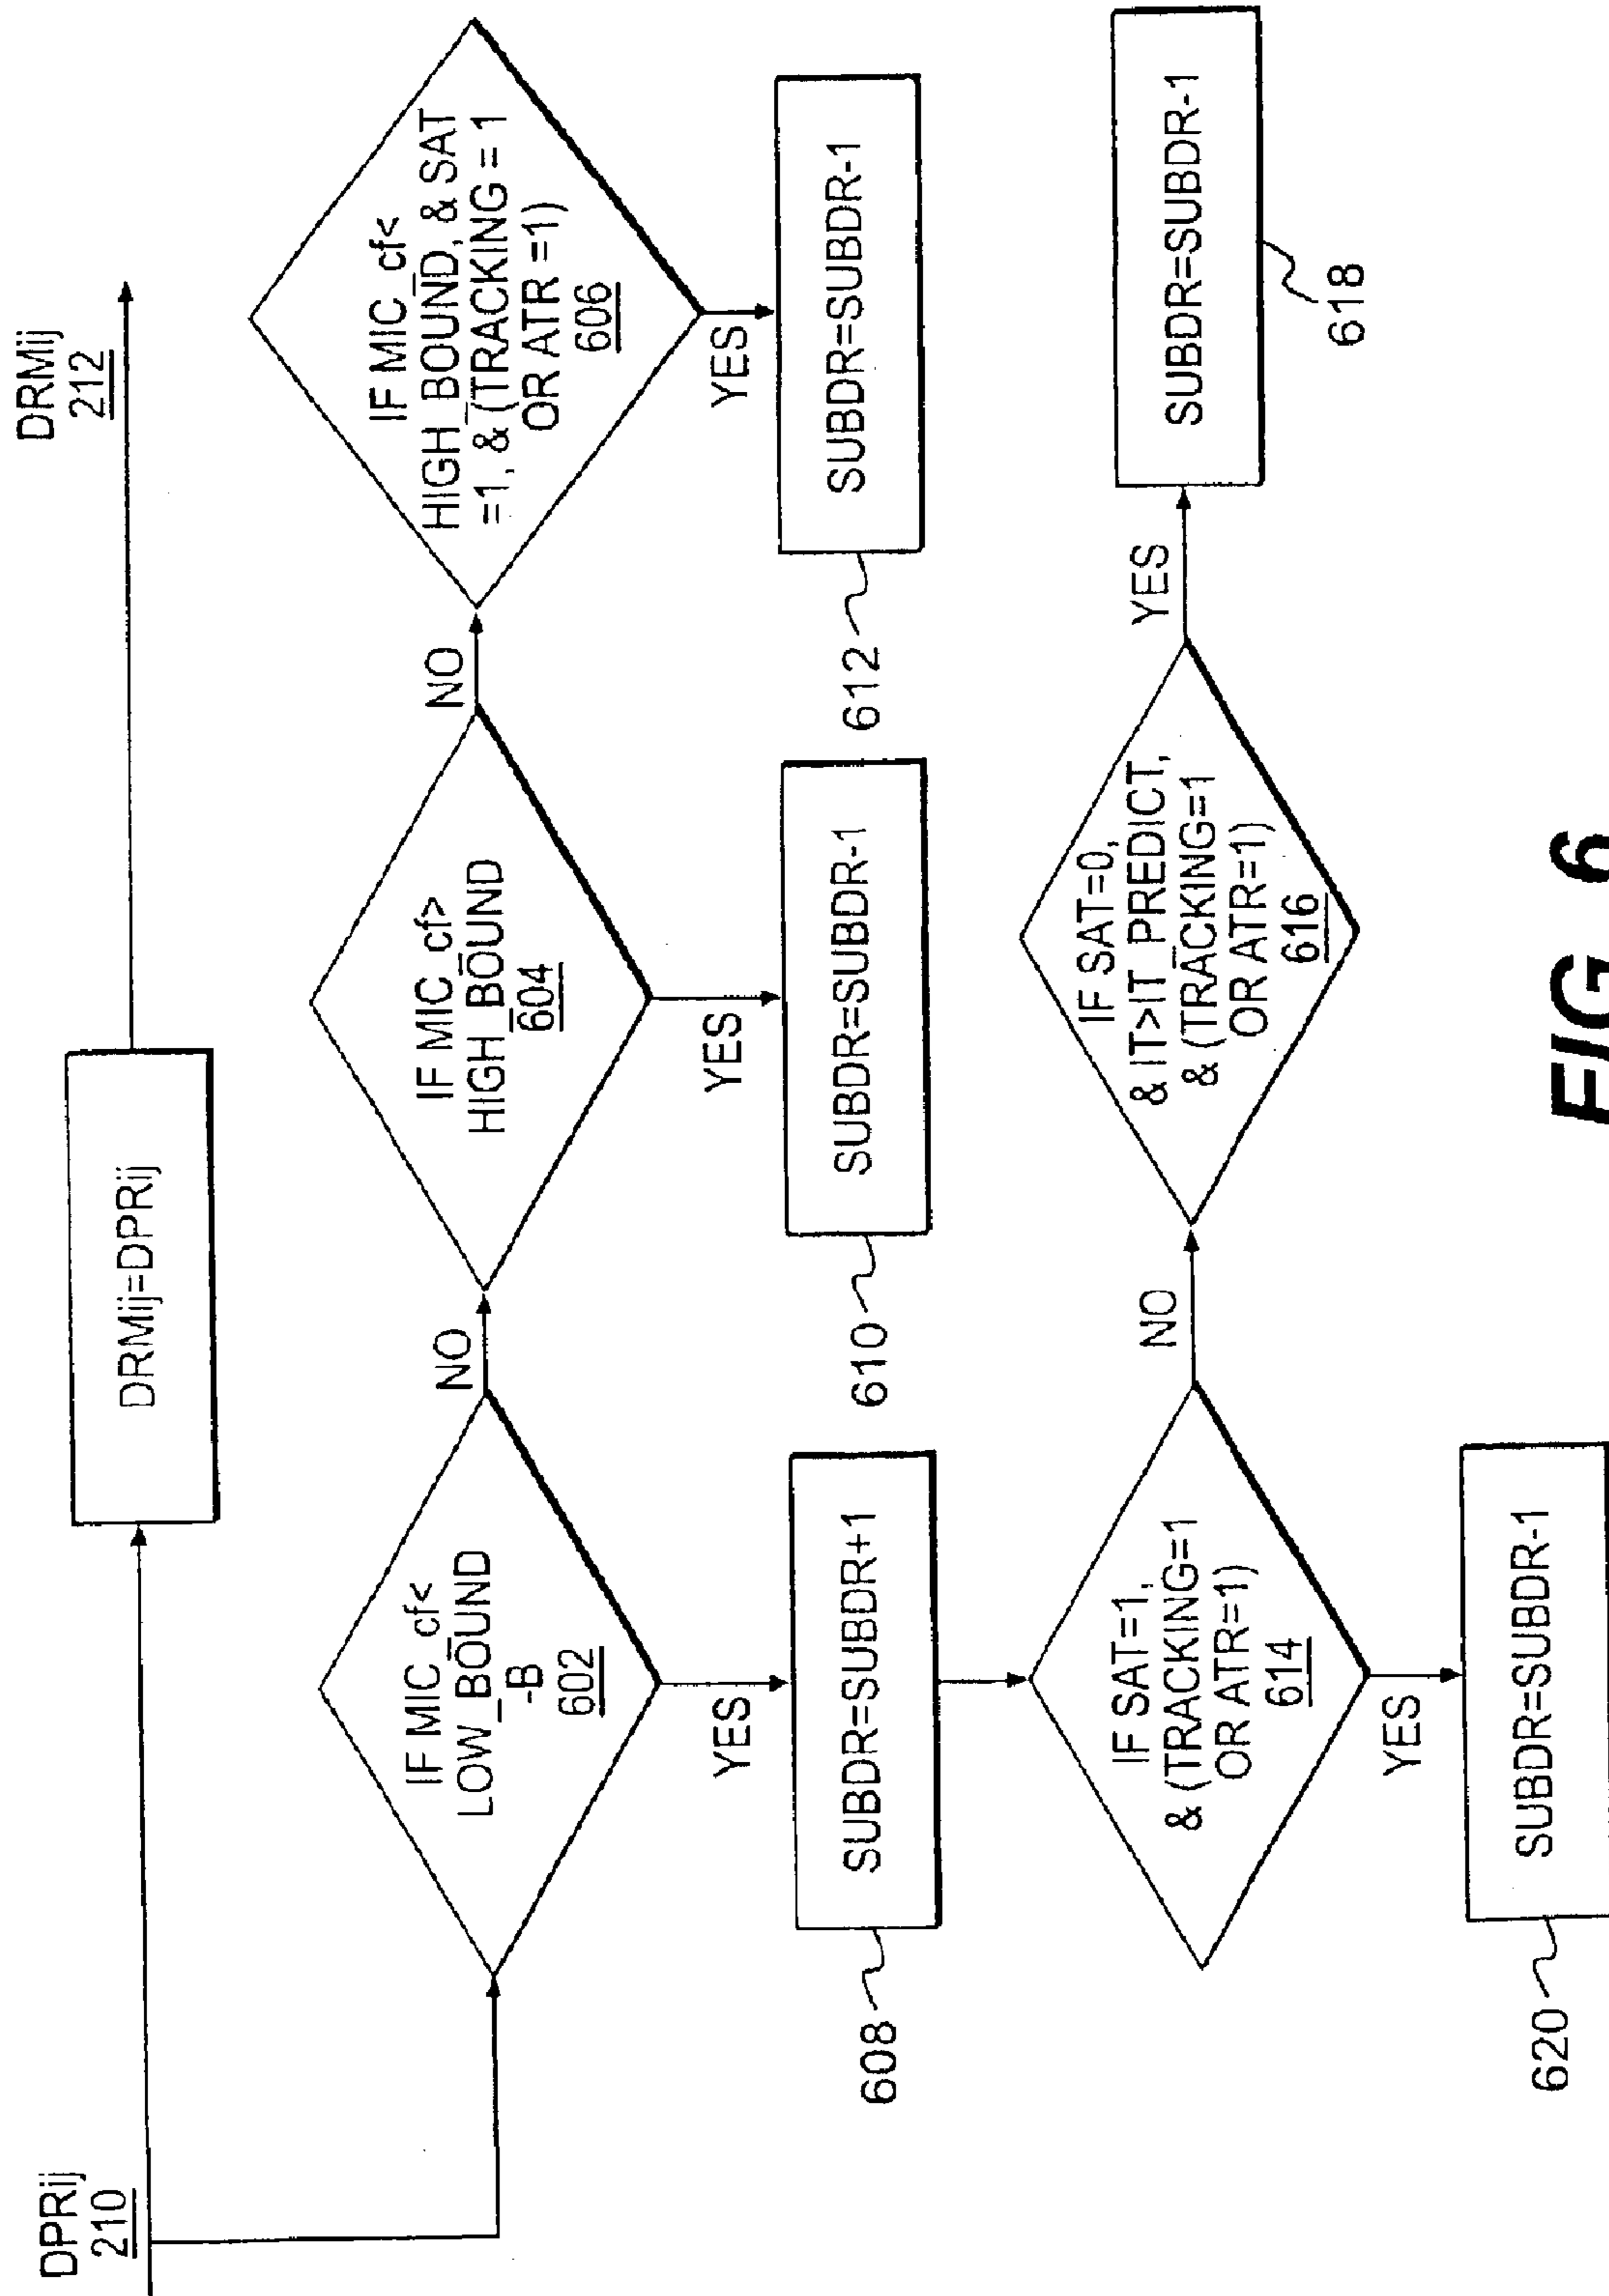 DPRij
210
DRMij=DPRij
DRMij
212
IF MIC_cf<
LOW_BOUND
-B
602
NO
IF MIC_cf>
HIGH_BOUND
604
NO
IF MIC_cf<
HIGH_BOUND, & SAT
=1, & (TRACKING = 1
OR ATR =1)
606
YES
YES
YES
608
SUBDR=SUBDR+1
610
SUBDR=SUBDR-1
612
SUBDR=SUBDR-1
IF SAT=1,
& (TRACKING=1
OR ATR=1)
614
NO
IF SAT=0,
& IT>IT_PREDICT,
& (TRACKING=1
OR ATR=1)
616
YES
SUBDR=SUBDR-1
618
YES
620
SUBDR=SUBDR-1
FIG_6